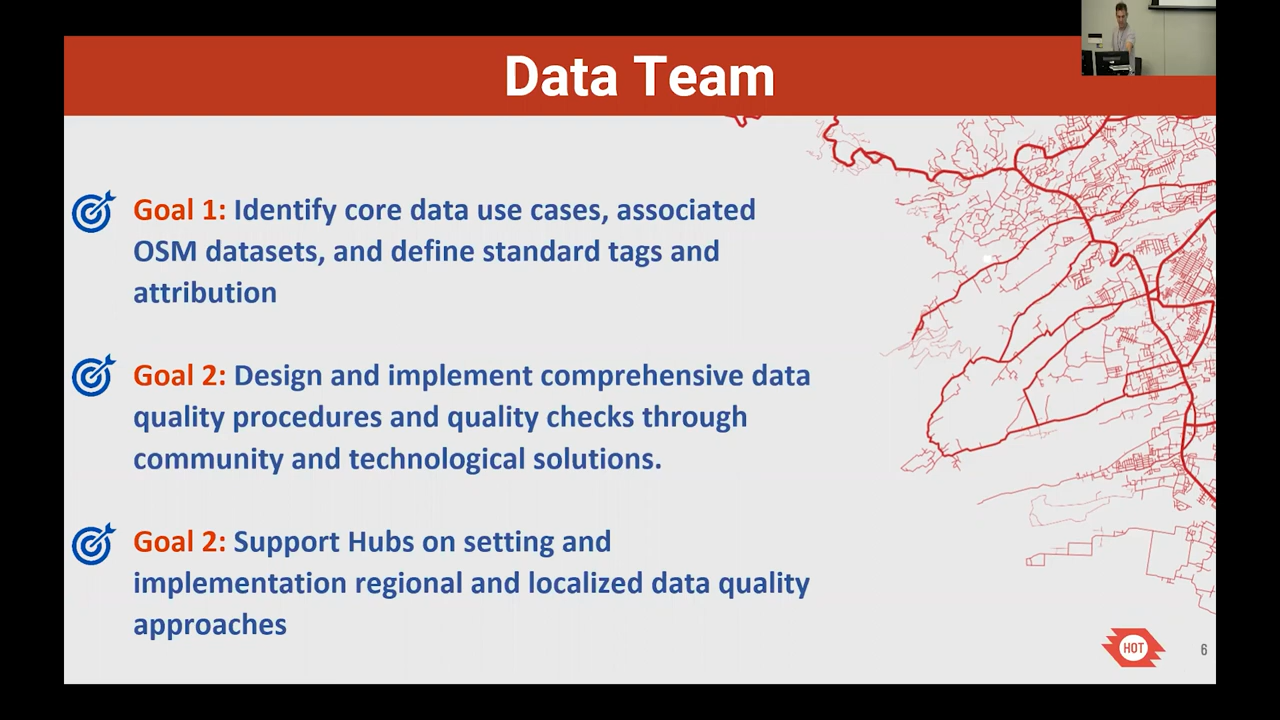 Data Team
Goal 1: Identify core data use cases, associated
OSM datasets, and define standard tags and
attribution
Goal 2: Design and implement comprehensive data
quality procedures and quality checks through
community and technological solutions.
Goal 2: Support Hubs on setting and
implementation regional and localized data quality
approaches
HOT
6